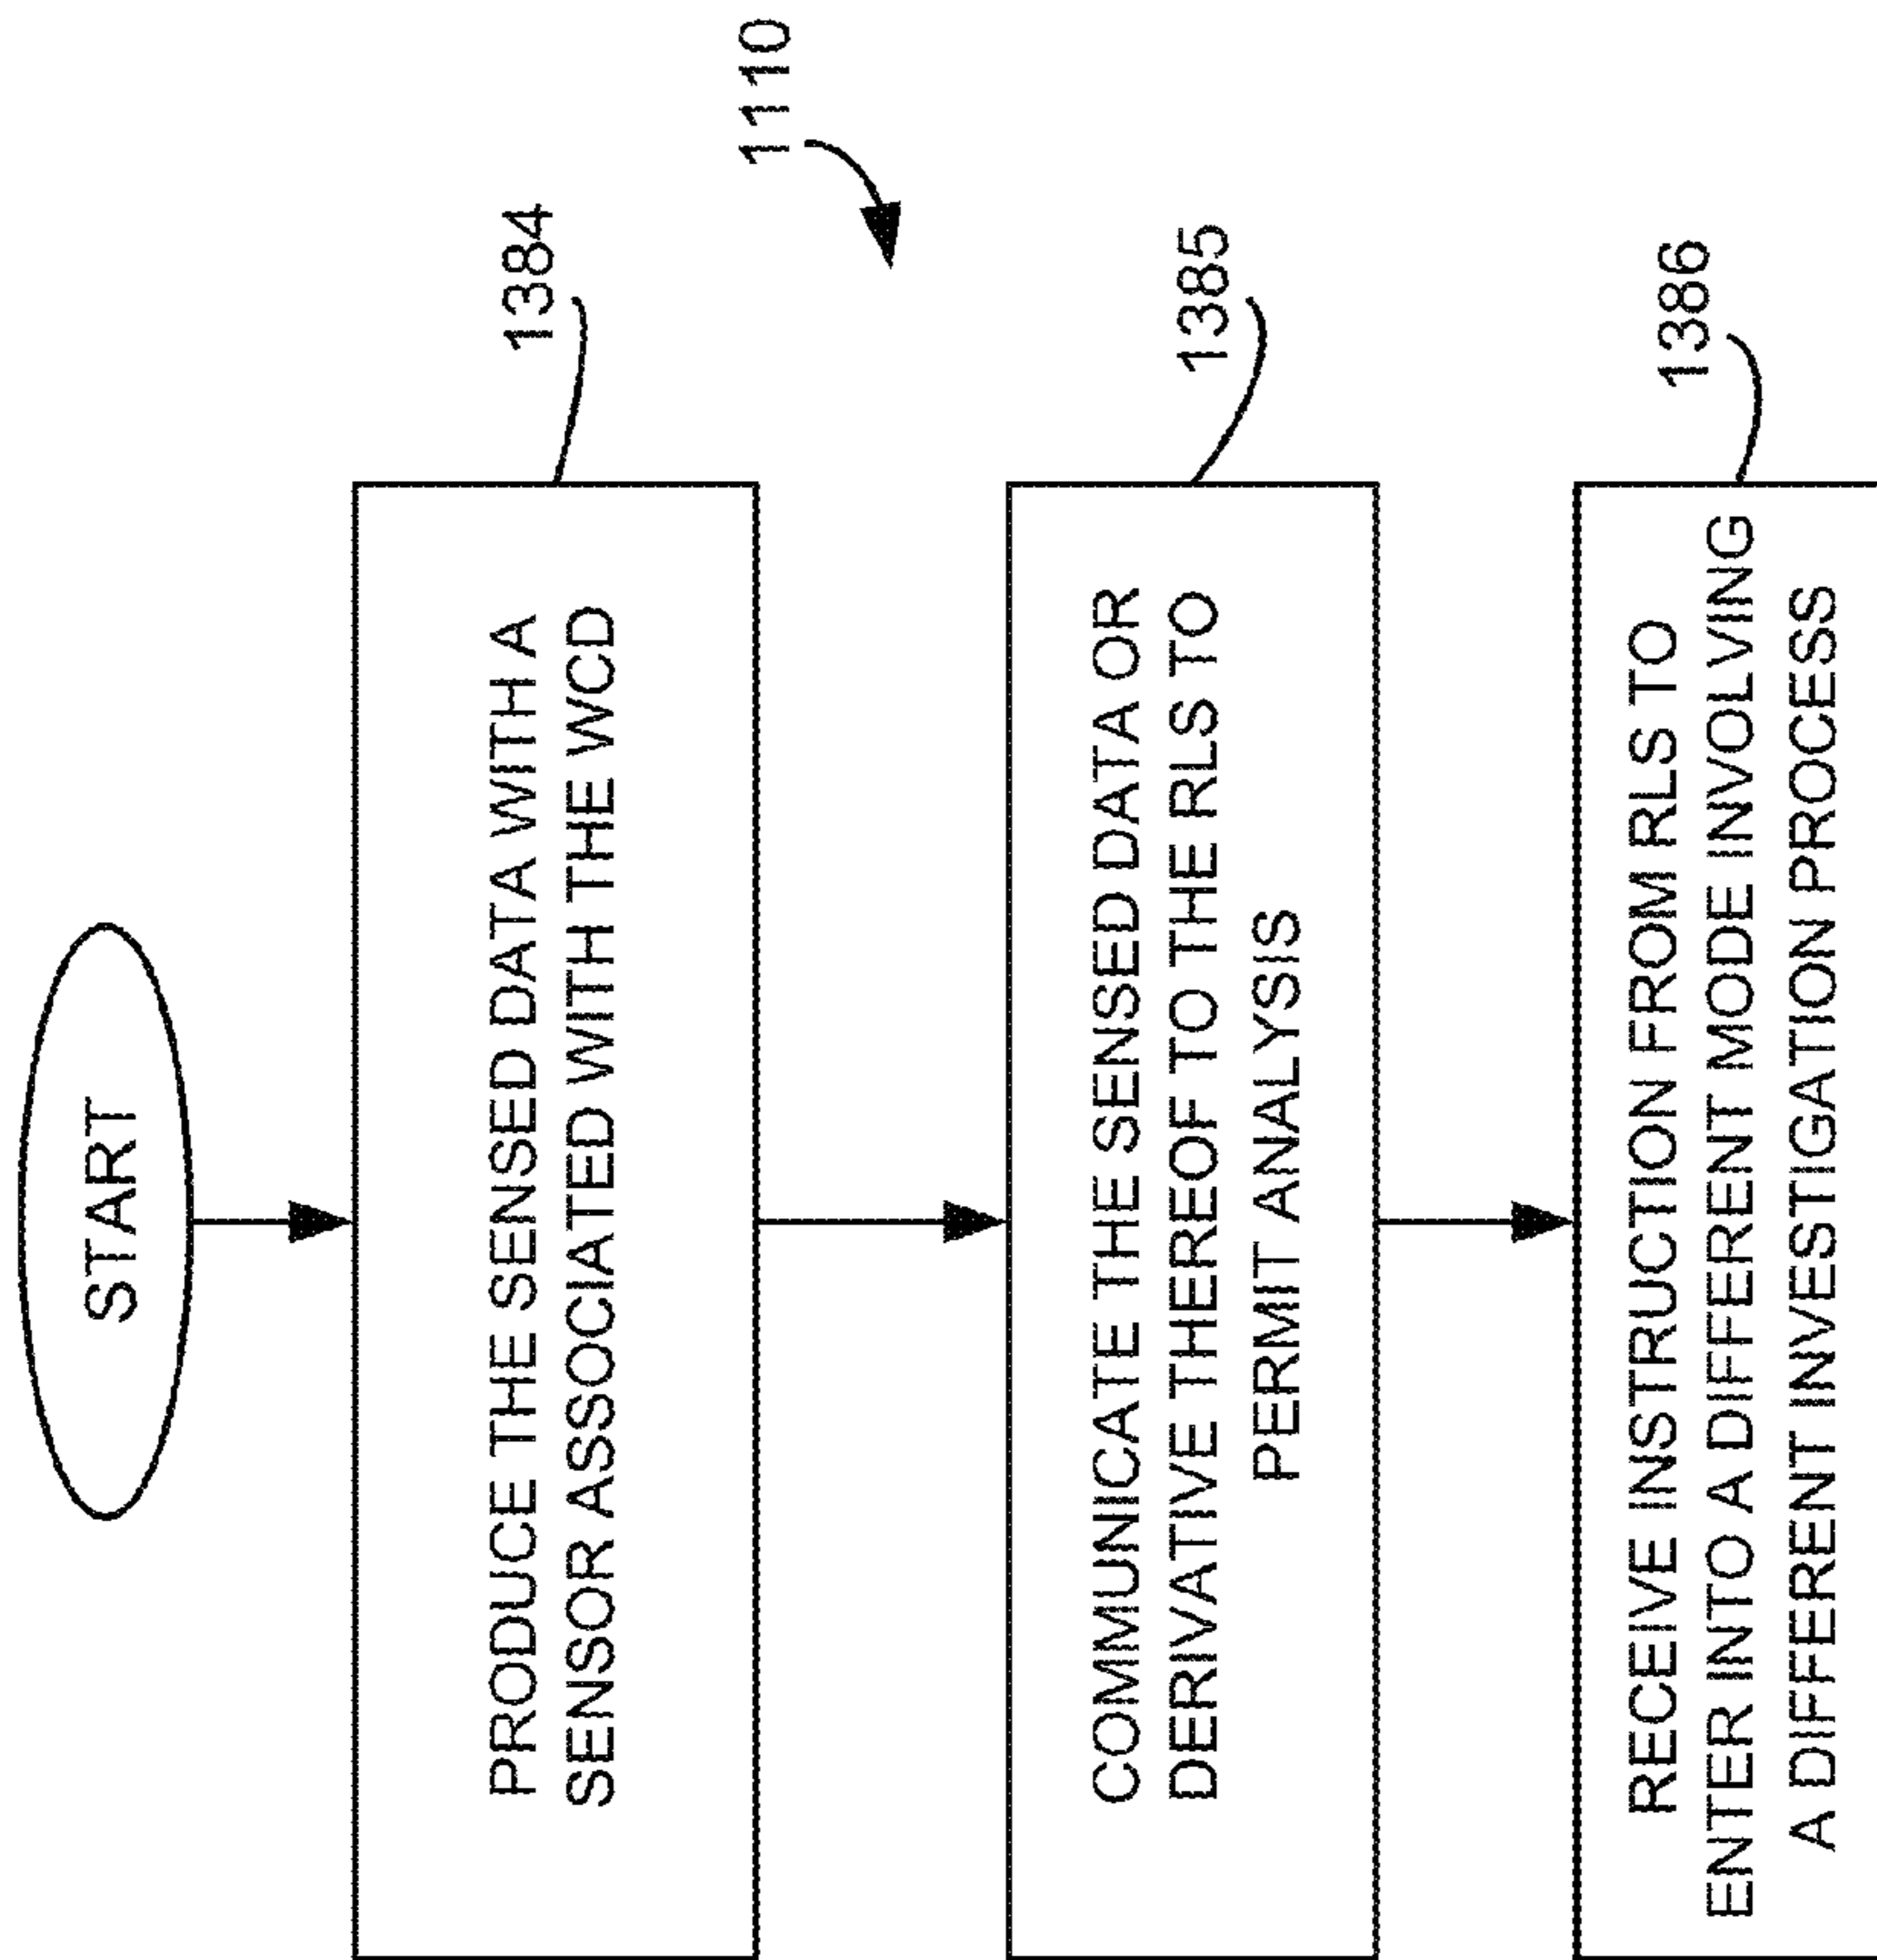 START
1384
PRODUCE THE SENSED DATA WITH A
SENSOR ASSOCIATED WITH THE WCD
1110
1385
COMMUNICATE THE SENSED DATA OR
DERIVATIVE THEREOF TO THE RLS TO
PERMIT ANALYSIS
1386
RECEIVE INSTRUCTION FROM RLS TO
ENTER INTO A DIFFERENT MODE INVOLVING
A DIFFERENT INVESTIGATION PROCESS